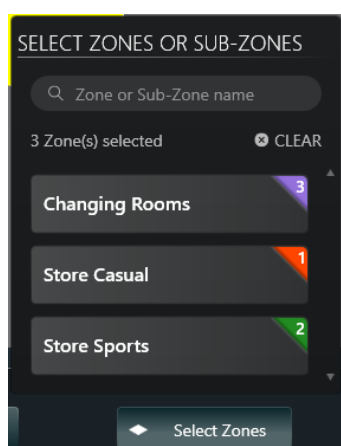 SELECT ZONES OR SUB-ZONES
Zone or Sub-Zone name
3 Zone(s) selected CLEAR
3
Changing Rooms
1
Store Casual
2
Store Sports
Select Zones